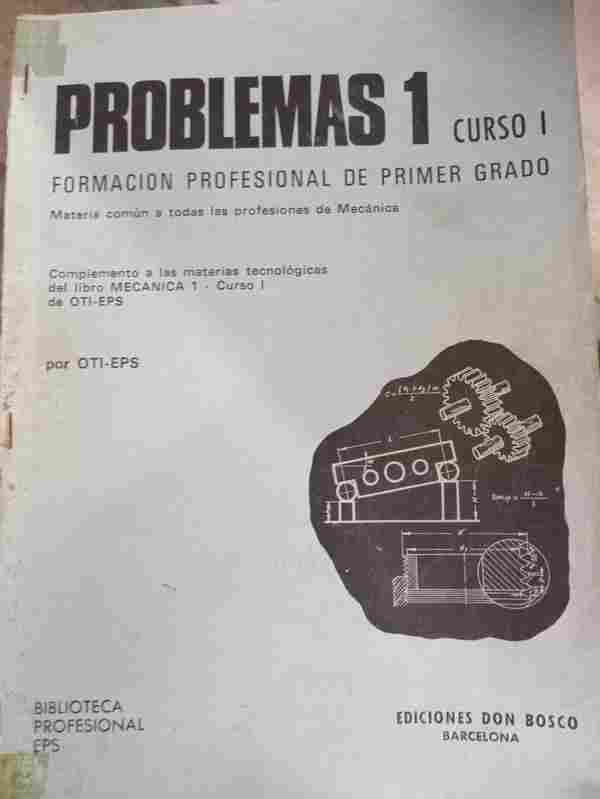 PROBLEMAS 1 CURSO I
FORMACION PROFESIONAL DE PRIMER GRADO
Materia común a todas las profesiones de Mecánica
Complemento a las materias tecnológicas
del libro MECANICA 1 - Curso I
de OTI-EPS
por OTI-EPS
L
BIBLIOTECA
PROFESIONAL
EPS
EDICIONES DON BOSCO
BARCELONA